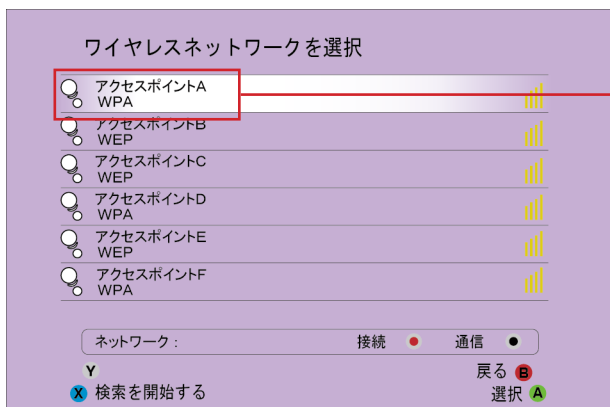 ワイヤレスネットワークを選択
アクセスポイントA
WPA
アクセスポイントB
WEP
アクセスポイントC
WEP
アクセスポイントD
WPA
アクセスポイントE
WEP
アクセスポイントF
WPA
ネットワーク： 接続 通信
Y 戻る B
X 検索を開始する 選択 A